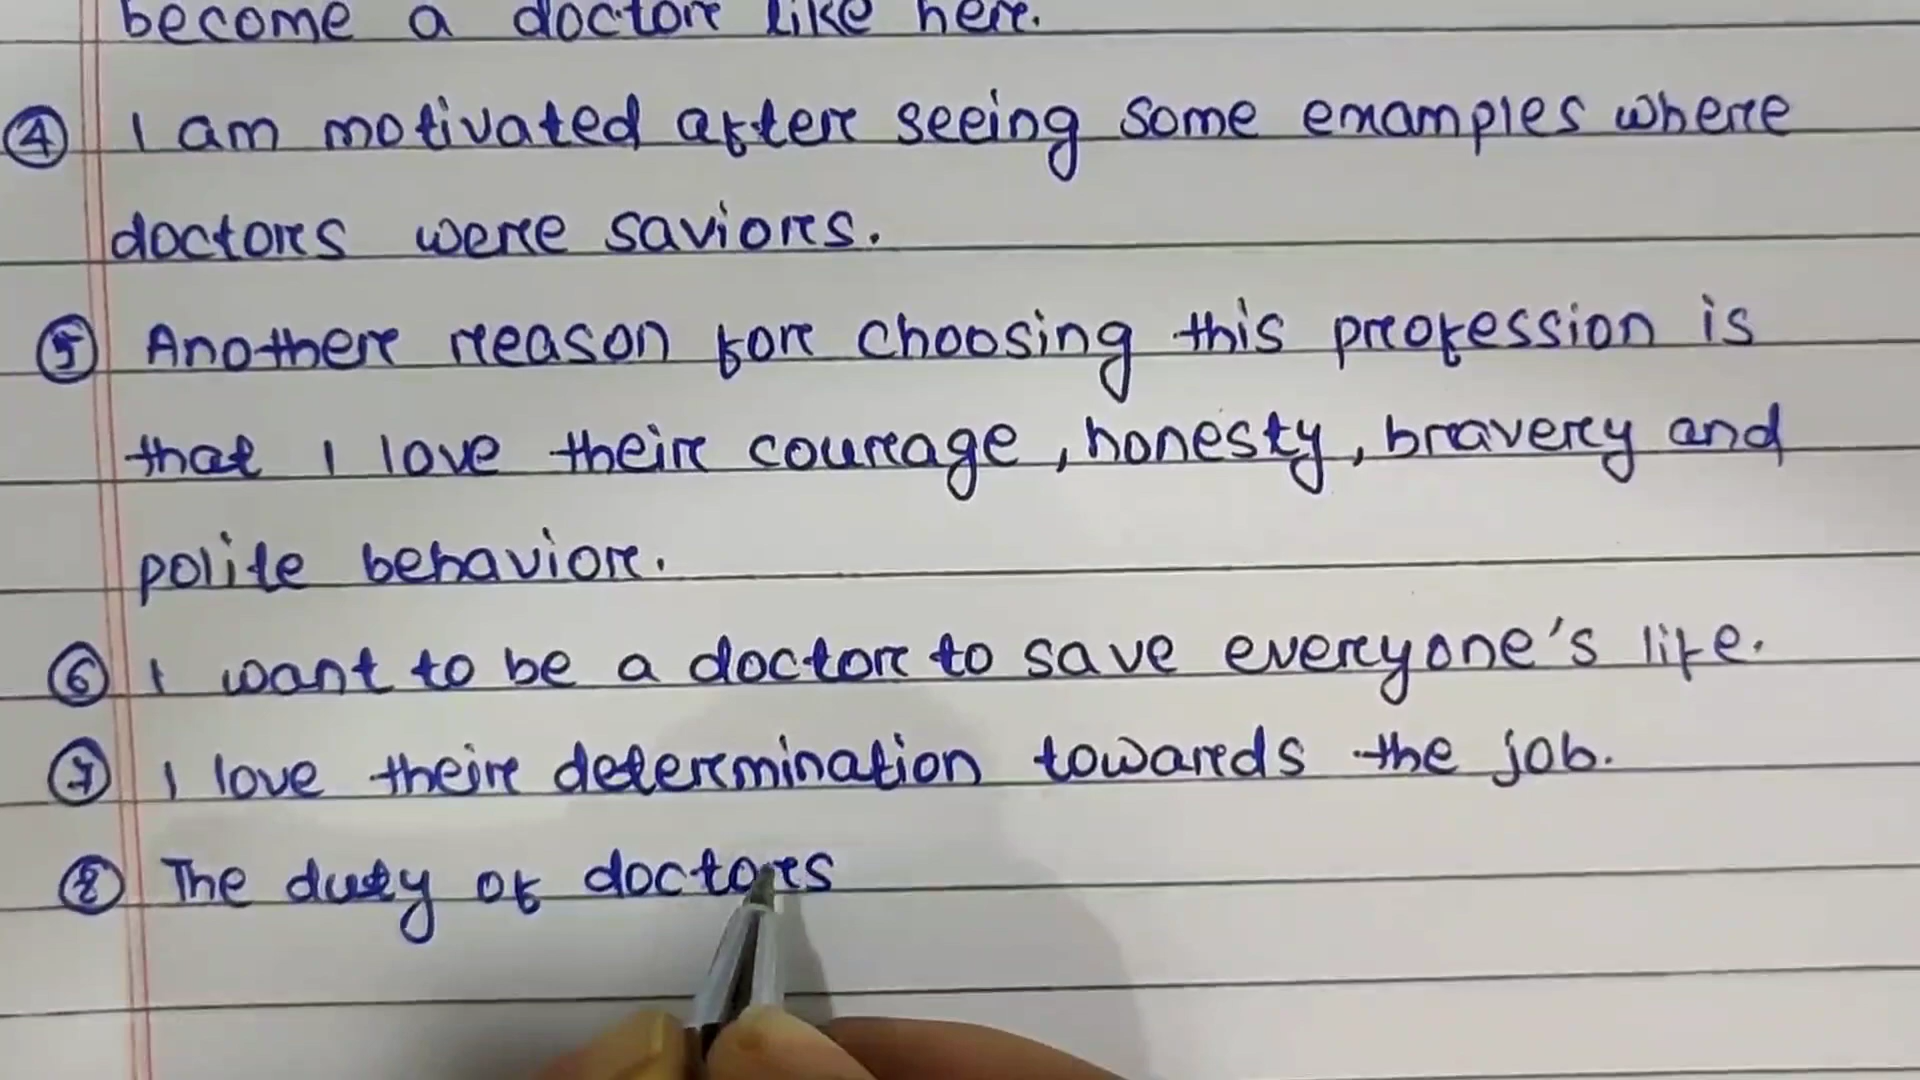 become a doctor like her.
④ I am motivated after seeing some examples where
doctors were saviors.
⑤ Another reason for choosing this profession is
that I love their courage, honesty, bravery and
polite behavior.
⑥ I want to be a doctor to save everyone's life.
⑦ I love their determination towards the job.
⑧ The duty of doctors